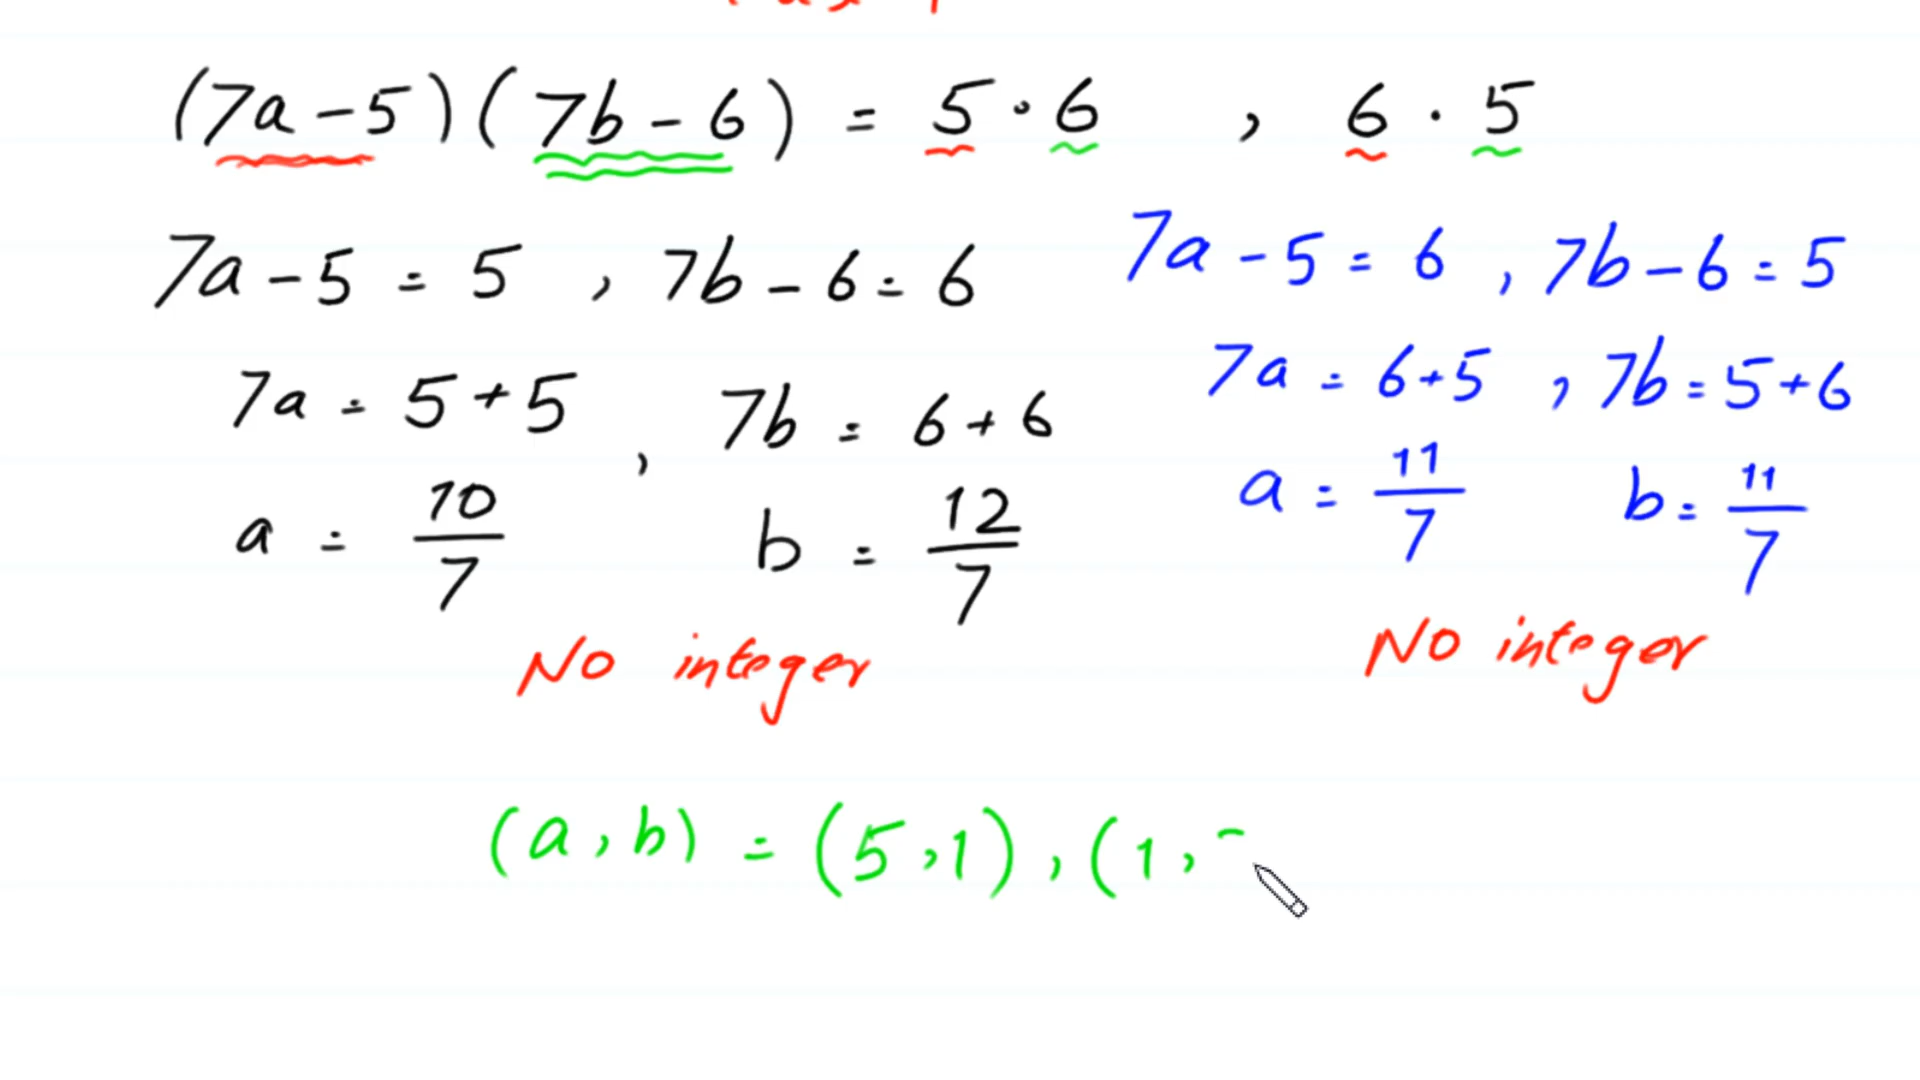 (7a-5)(7b-6) = 5·6 , 6·5
7a-5 = 5 , 7b-6 = 6
7a = 5+5 , 7b = 6+6
a = 10/7 b = 12/7
No integer
7a-5 = 6 , 7b-6 = 5
7a = 6+5 , 7b = 5+6
a = 11/7 b = 11/7
No integer
(a,b) = (5,1) , (1,